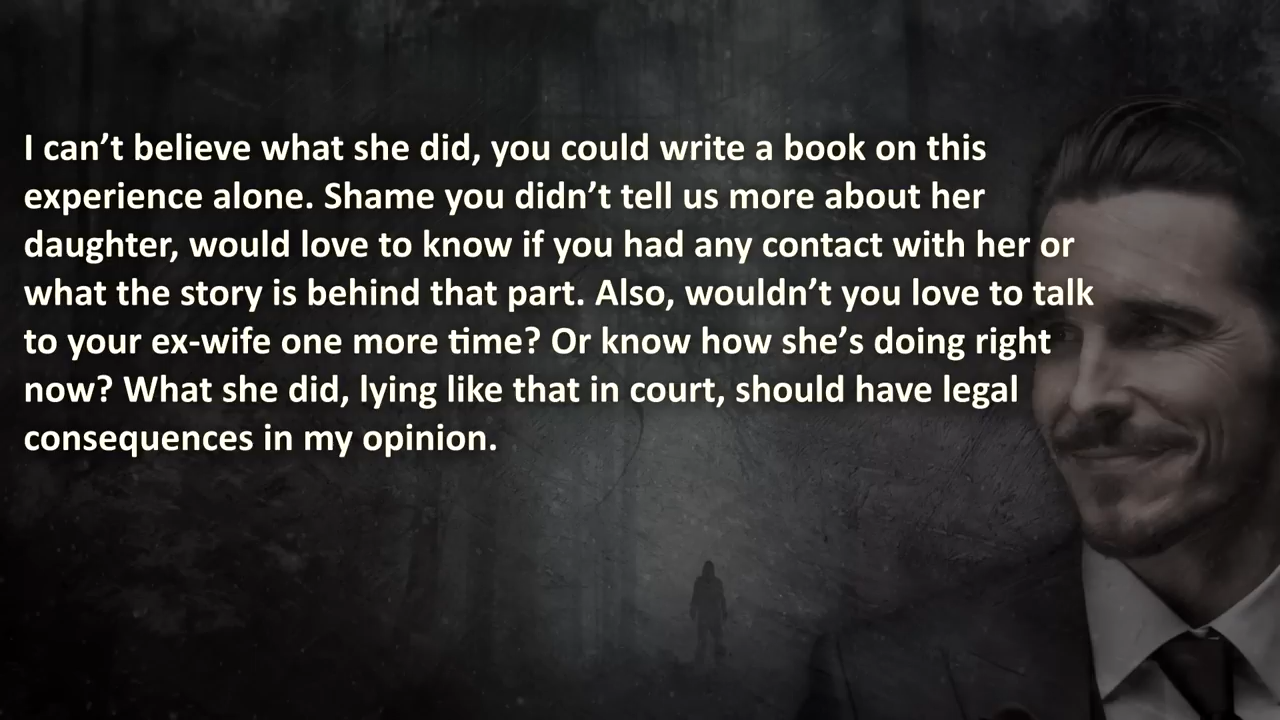 I can’t believe what she did, you could write a book on this
experience alone. Shame you didn’t tell us more about her
daughter, would love to know if you had any contact with her or
what the story is behind that part. Also, wouldn’t you love to talk
to your ex-wife one more time? Or know how she’s doing right
now? What she did, lying like that in court, should have legal
consequences in my opinion.